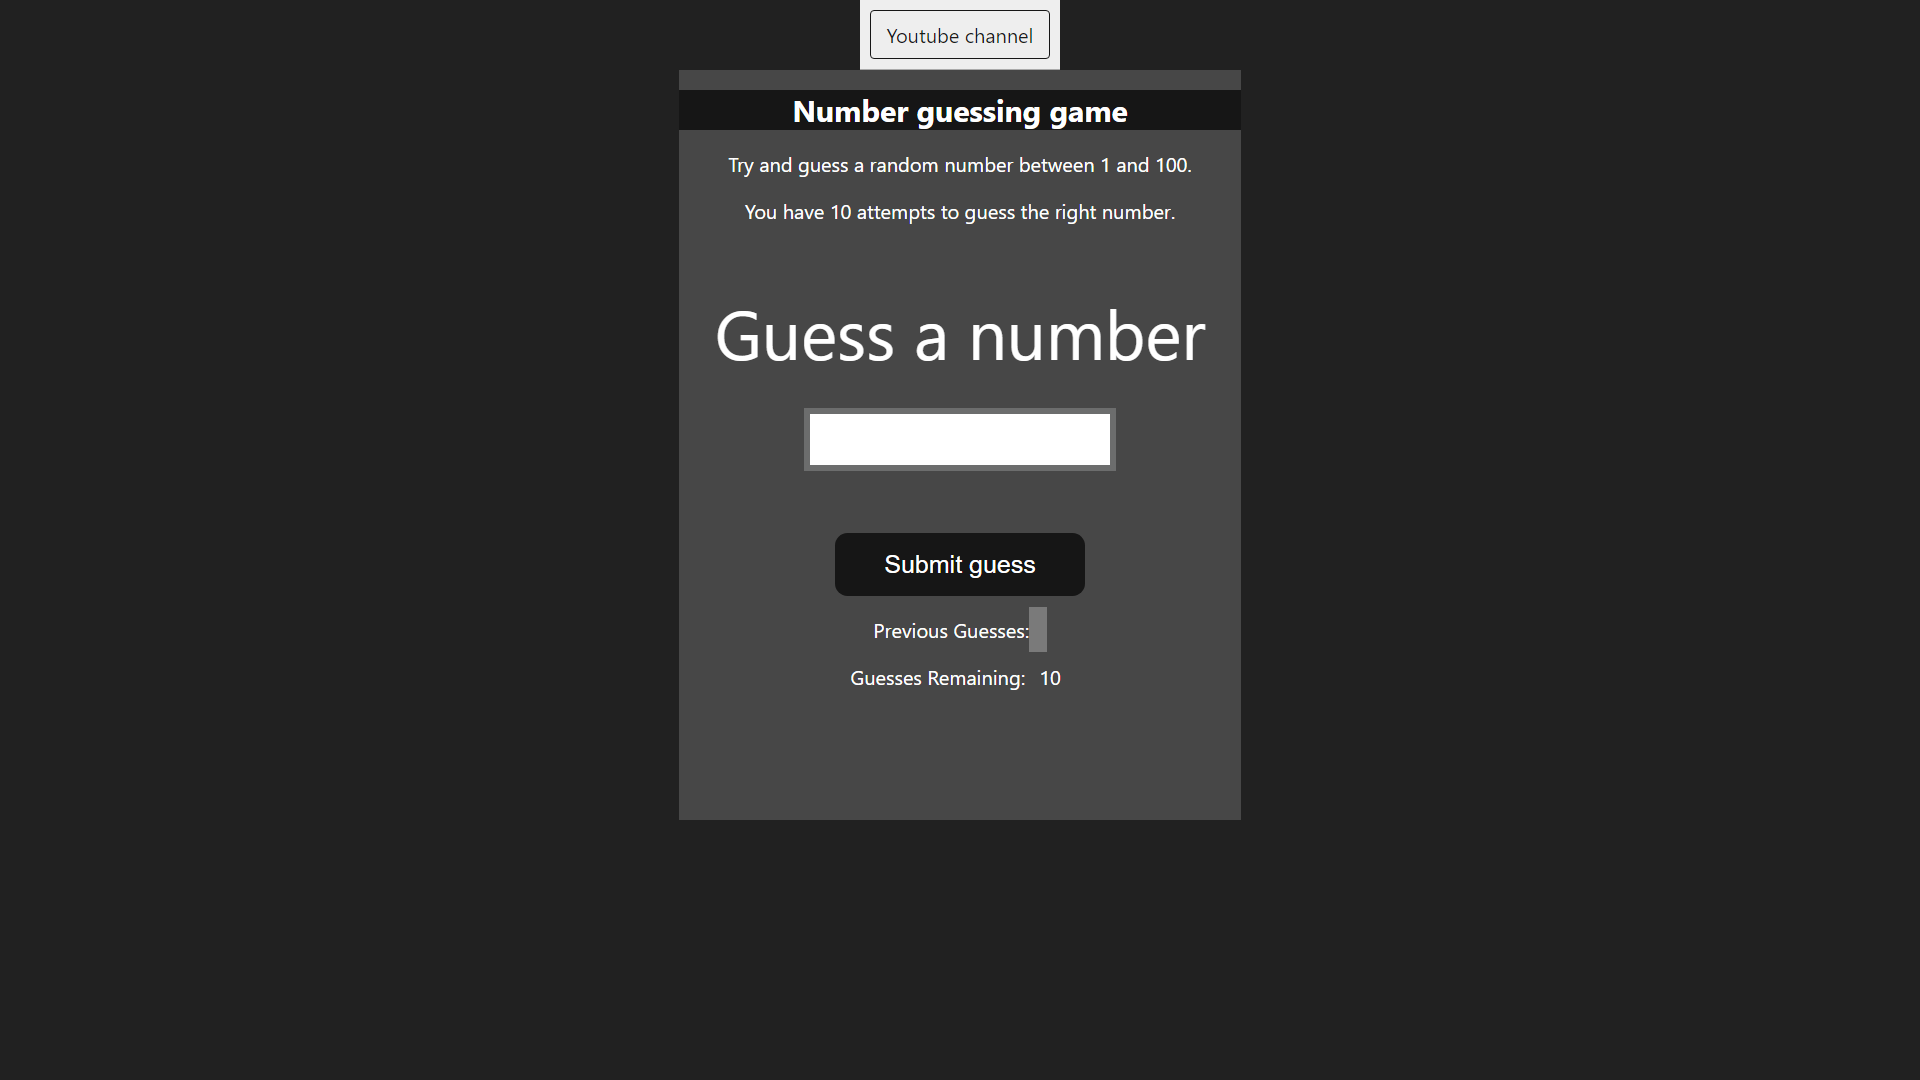 Youtube channel
Number guessing game
Try and guess a random number between 1 and 100.
You have 10 attempts to guess the right number.
Guess a number
Submit guess
Previous Guesses:
Guesses Remaining: 10